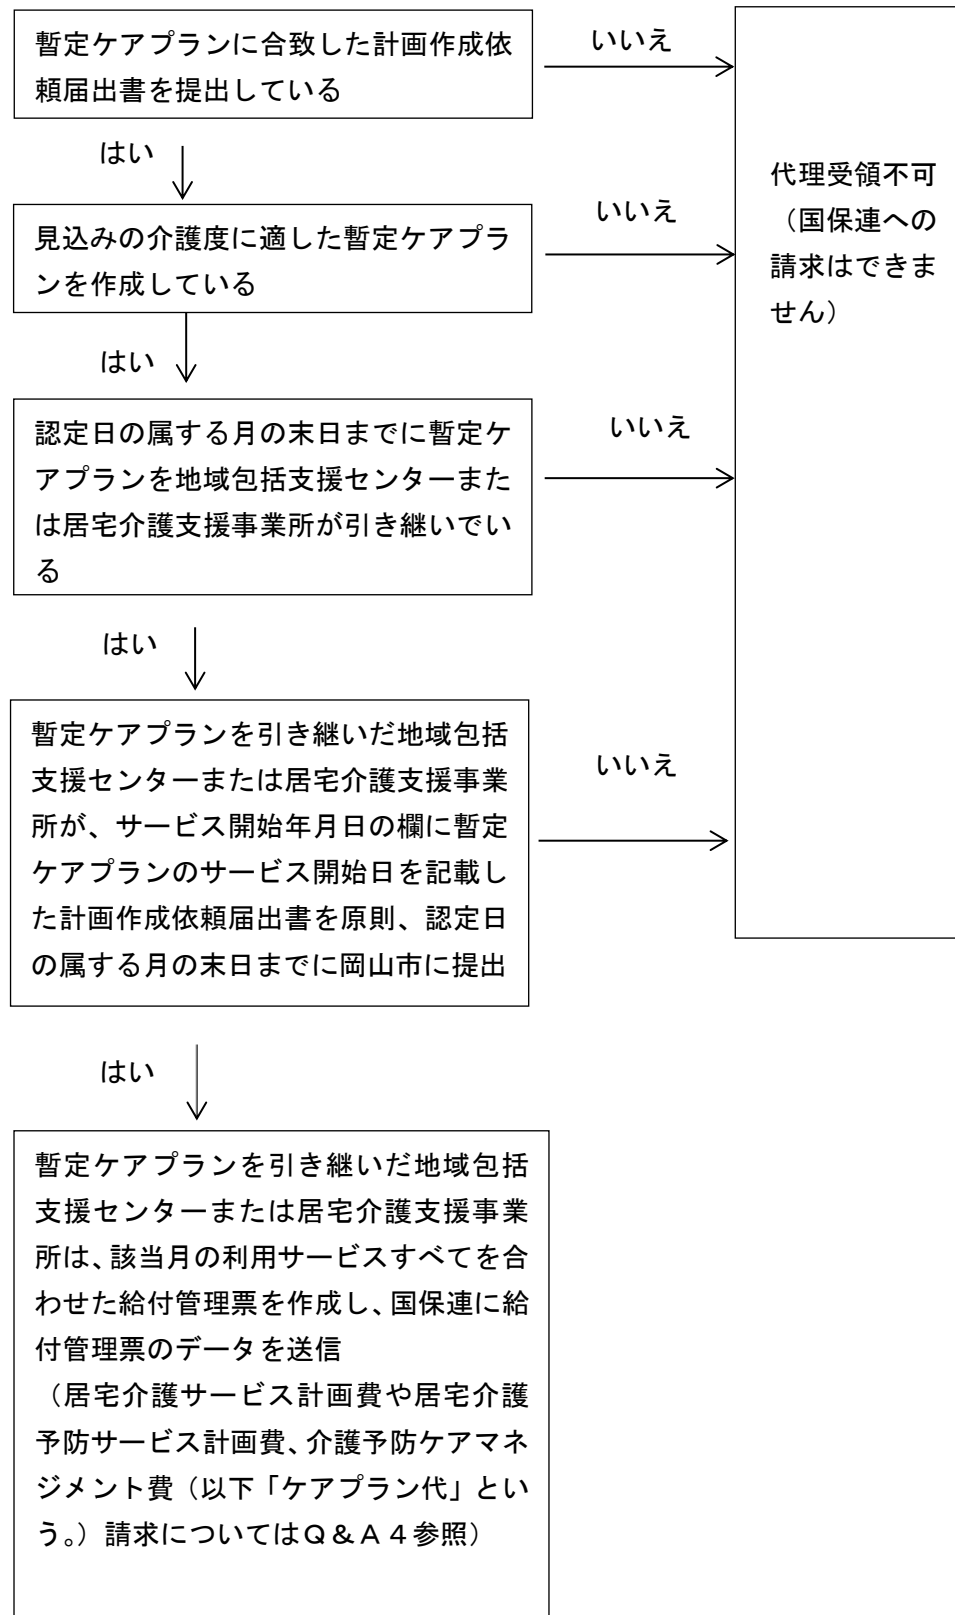 暫定ケアプランに合致した計画作成依
頼届出書を提出している
いいえ
はい
見込みの介護度に適した暫定ケアプラ
ンを作成している
いいえ
はい
認定日の属する月の末日までに暫定ケ
アプランを地域包括支援センターまた
は居宅介護支援事業所が引き継いでい
る
いいえ
はい
暫定ケアプランを引き継いだ地域包括
支援センターまたは居宅介護支援事業
所が、サービス開始年月日の欄に暫定
ケアプランのサービス開始日を記載し
た計画作成依頼届出書を原則、認定日
の属する月の末日までに岡山市に提出
いいえ
代理受領不可
（国保連への
請求はできま
せん）
はい
暫定ケアプランを引き継いだ地域包括
支援センターまたは居宅介護支援事業
所は、該当月の利用サービスすべてを合
わせた給付管理票を作成し、国保連に給
付管理票のデータを送信
（居宅介護サービス計画費や居宅介護
予防サービス計画費、介護予防ケアマネ
ジメント費（以下「ケアプラン代」とい
う。）請求についてはＱ＆Ａ４参照）